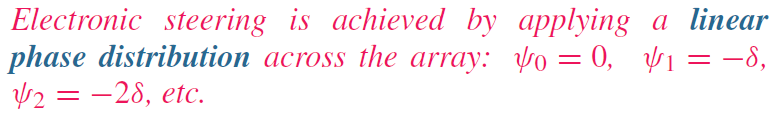 Electronic steering is achieved by applying a linear
phase distribution across the array: ψ₀ = 0, ψ₁ = −δ,
ψ₂ = −2δ, etc.